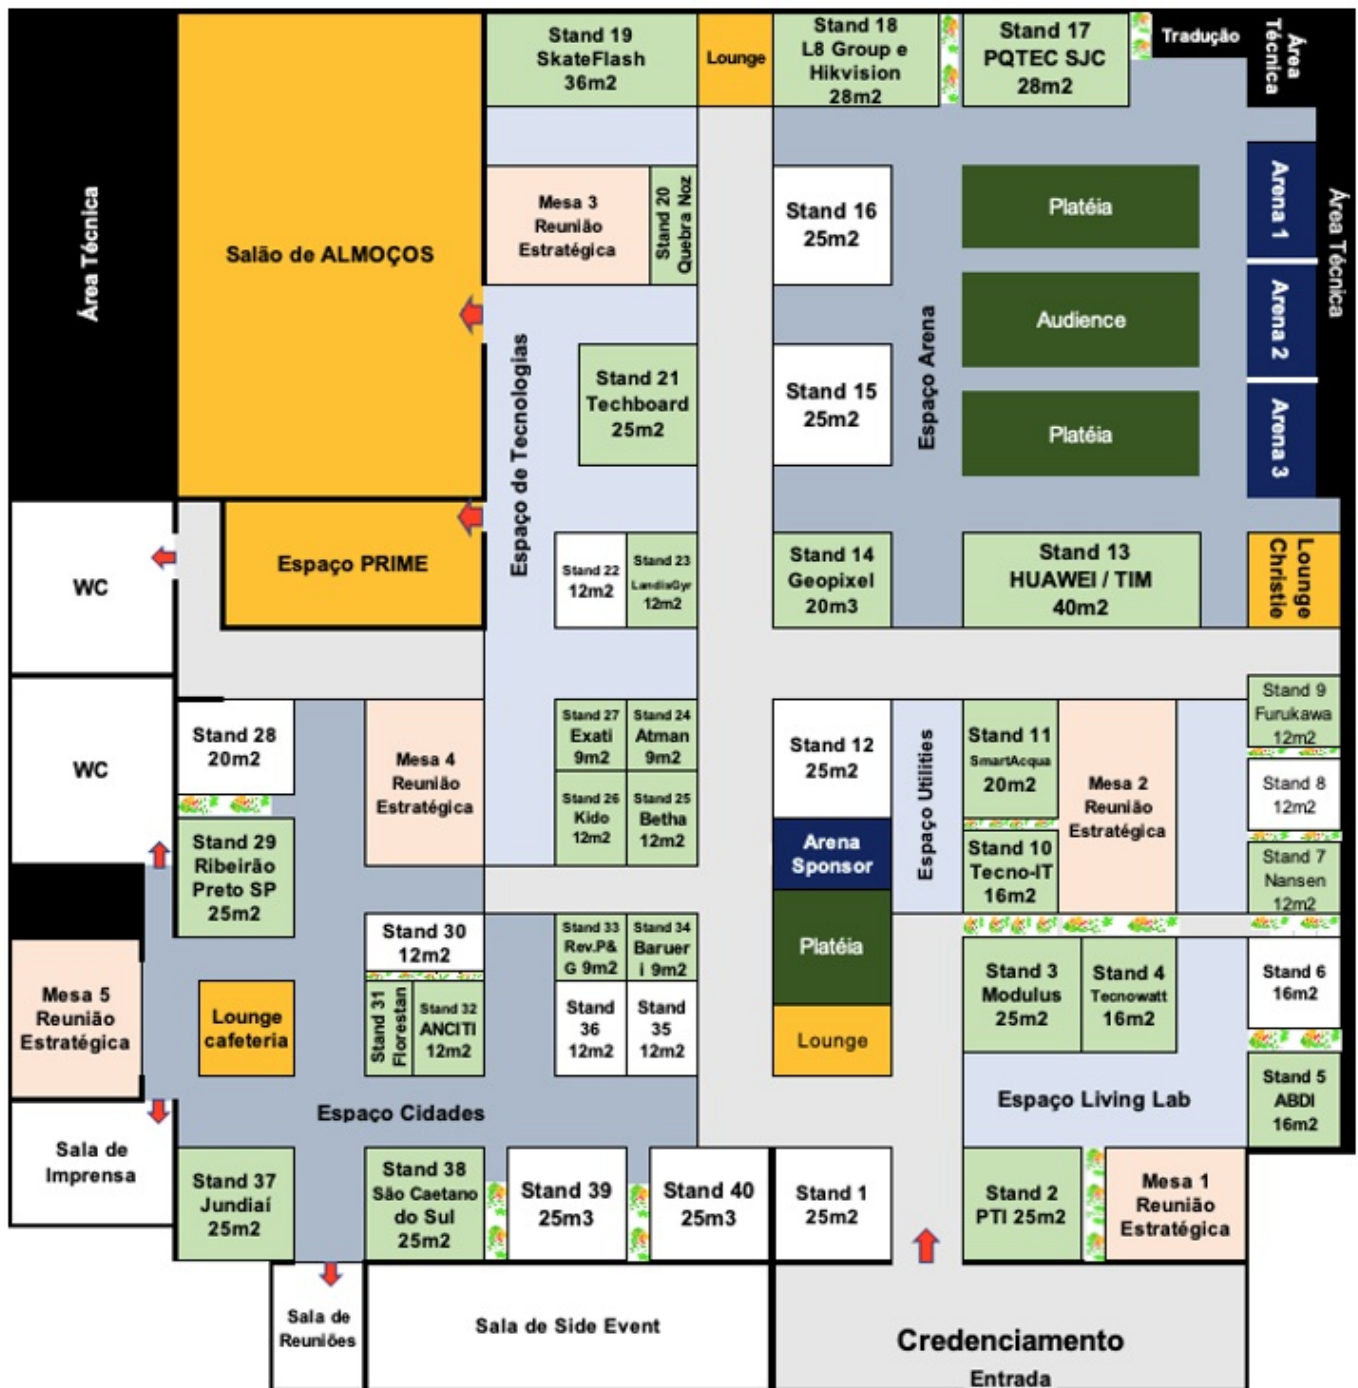 Stand 19
SkateFlash
36m2
Lounge
Stand 18
L8 Group e
Hikvision
28m2
Stand 17
PQTEC SJC
28m2
Tradução
Área
Técnica
Área Técnica
Salão de ALMOÇOS
Mesa 3
Reunião
Estratégica
Stand 20
Quebra Noz
Stand 16
25m2
Platéia
Arena 1
Área Técnica
Espaço de Tecnologias
Stand 21
Techboard
25m2
Stand 15
25m2
Espaço Arena
Audience
Arena 2
Platéia
Arena 3
WC
Espaço PRIME
Stand 22
12m2
Stand 23
LandisGyr
12m2
Stand 14
Geopixel
20m3
Stand 13
HUAWEI / TIM
40m2
Lounge
Christie
WC
Stand 28
20m2
Mesa 4
Reunião
Estratégica
Stand 27
Exati
9m2
Stand 24
Atman
9m2
Stand 26
Kido
12m2
Stand 25
Betha
12m2
Stand 12
25m2
Arena
Sponsor
Espaço Utilities
Stand 11
SmartAcqua
20m2
Stand 10
Tecno-IT
16m2
Mesa 2
Reunião
Estratégica
Stand 9
Furukawa
12m2
Stand 8
12m2
Stand 7
Nansen
12m2
Stand 29
Ribeirão
Preto SP
25m2
Stand 30
12m2
Stand 33
Rev.P&
G 9m2
Stand 34
Baruer
i 9m2
Platéia
Stand 3
Modulus
25m2
Stand 4
Tecnowatt
16m2
Stand 6
16m2
Mesa 5
Reunião
Estratégica
Lounge
cafeteria
Stand 31
Florestan
Stand 32
ANCITI
12m2
Stand
36
12m2
Stand
35
12m2
Lounge
Espaço Cidades
Espaço Living Lab
Stand 5
ABDI
16m2
Sala de
Imprensa
Stand 37
Jundiaí
25m2
Stand 38
São Caetano
do Sul
25m2
Stand 39
25m3
Stand 40
25m3
Stand 1
25m2
Stand 2
PTI 25m2
Mesa 1
Reunião
Estratégica
Sala de
Reuniões
Sala de Side Event
Credenciamento
Entrada